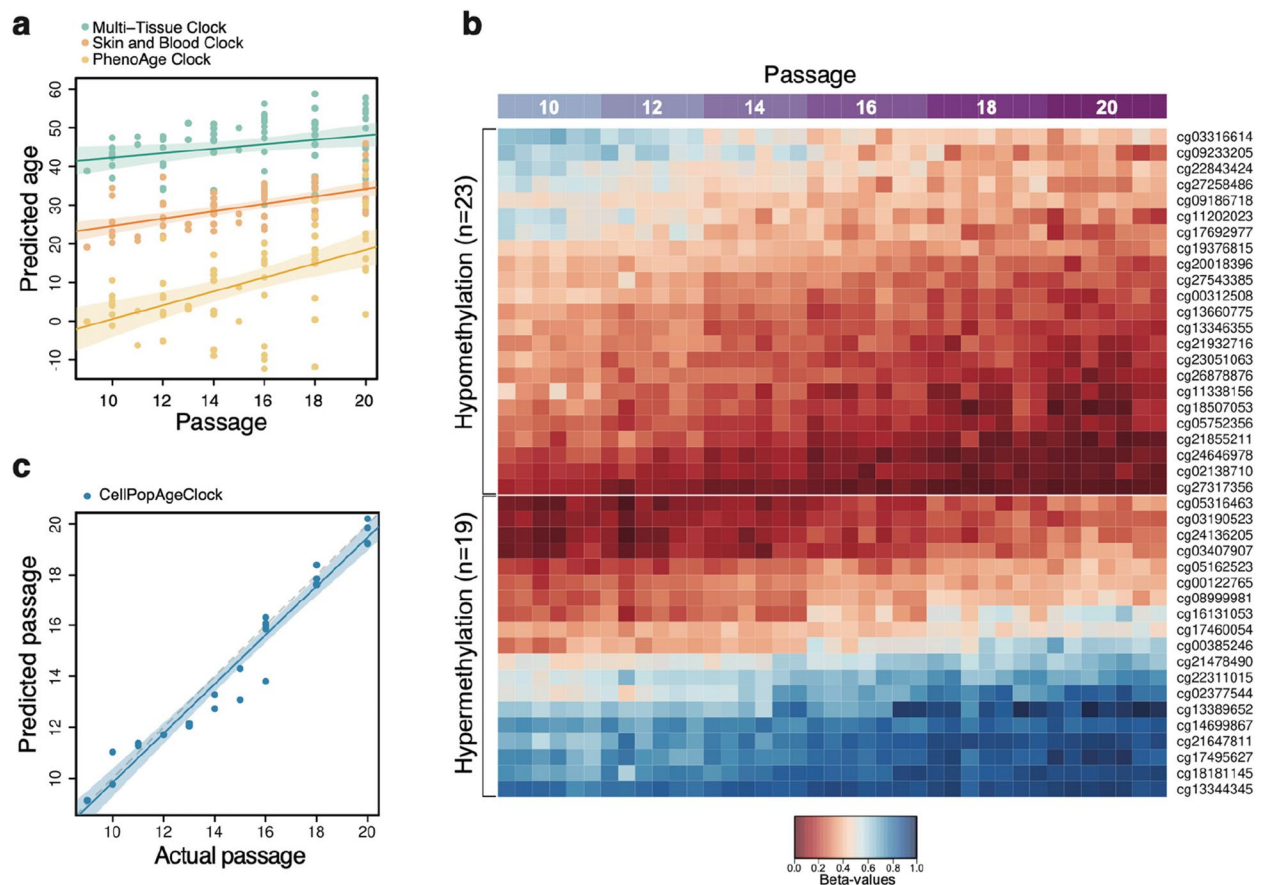 a
Multi-Tissue Clock
Skin and Blood Clock
PhenoAge Clock
60
50
40
30
20
10
0
-10
Predicted age
10 12 14 16 18 20
Passage
b
Passage
10 12 14 16 18 20
Hypomethylation (n=23)
cg03316614
cg09233205
cg22843424
cg27258486
cg09186718
cg11202023
cg17692977
cg19376815
cg20018396
cg27543385
cg00312508
cg13660775
cg13346355
cg21932716
cg23051063
cg26878876
cg11338156
cg18507053
cg05752356
cg21855211
cg24646978
cg02138710
cg27317356
Hypermethylation (n=19)
cg05316463
cg03190523
cg24136205
cg03407907
cg05162523
cg00122765
cg08999981
cg16131053
cg17460054
cg00385246
cg21478490
cg22311015
cg02377544
cg13389652
cg14699867
cg21647811
cg17495627
cg18181145
cg13344345
0.0 0.2 0.4 0.6 0.8 1.0
Beta-values
c
CellPopAgeClock
20
18
16
14
12
10
Predicted passage
10 12 14 16 18 20
Actual passage